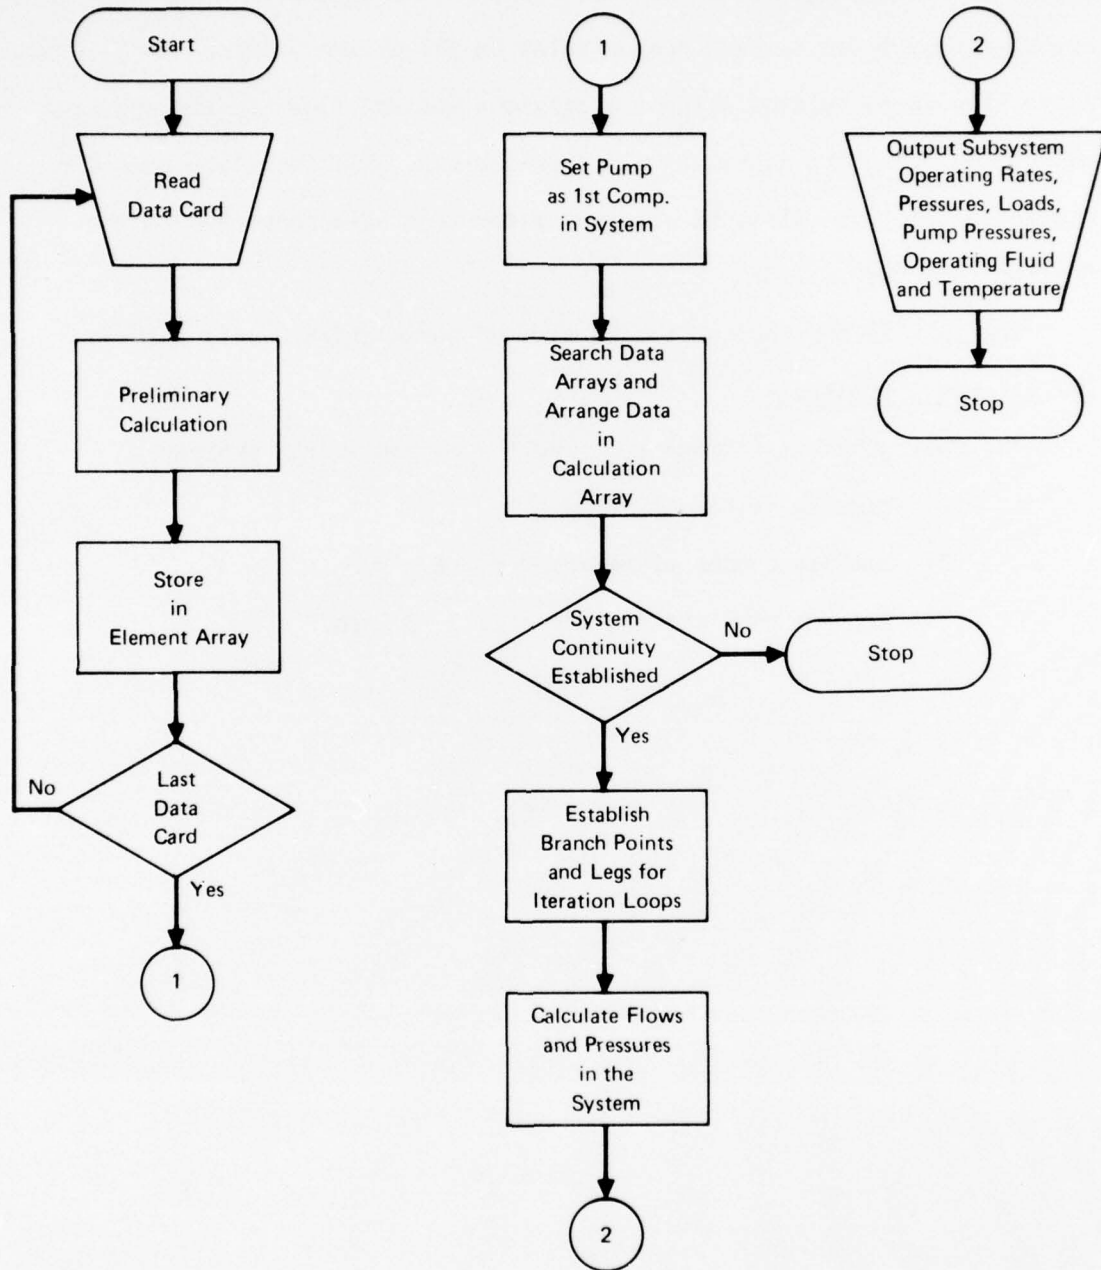 Start
Read
Data Card
Preliminary
Calculation
Store
in
Element Array
No
Last
Data
Card
Yes
1
1
Set Pump
as 1st Comp.
in System
Search Data
Arrays and
Arrange Data
in
Calculation
Array
System
Continuity
Established
No
Stop
Yes
Establish
Branch Points
and Legs for
Iteration Loops
Calculate Flows
and Pressures
in the
System
2
2
Output Subsystem
Operating Rates,
Pressures, Loads,
Pump Pressures,
Operating Fluid
and Temperature
Stop